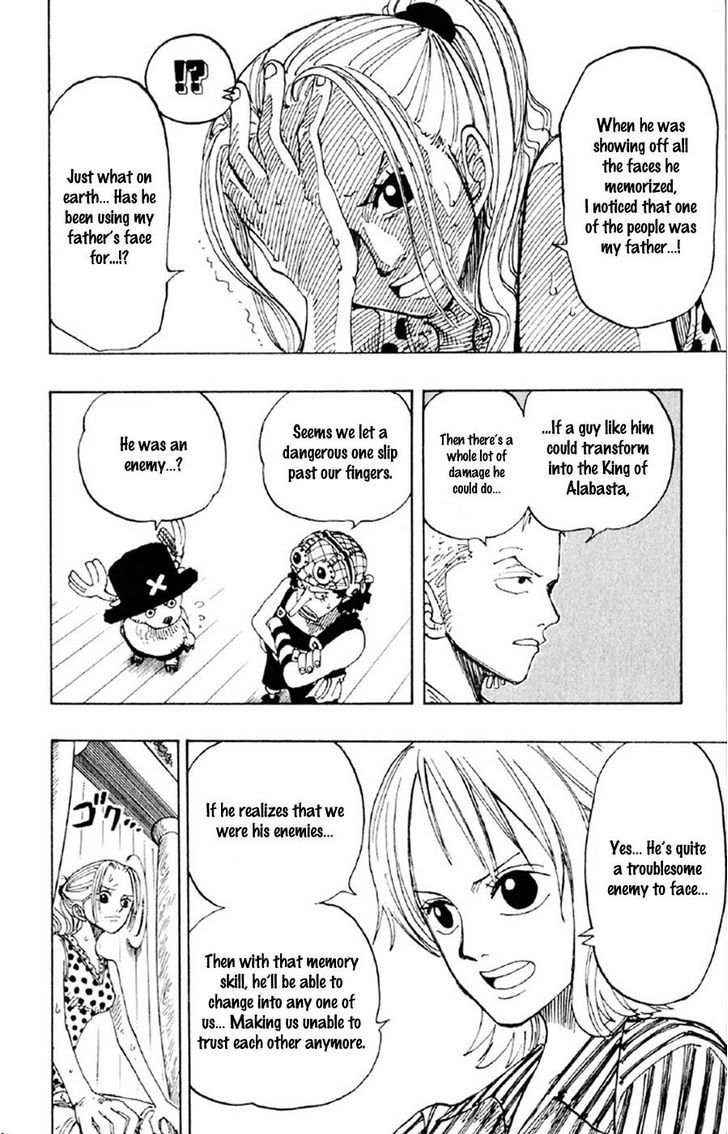 When he was
showing off all
the faces he
memorized,
I noticed that one
of the people was
my father...!
!?
Just what on
earth... Has he
been using my
father's face
for...!?
...If a guy like him
could transform
into the King of
Alabasta,
Then there's a
whole lot of
damage he
could do...
Seems we let a
dangerous one slip
past our fingers.
He was an
enemy...?
Yes... He's quite
a troublesome
enemy to face...
If he realizes that we
were his enemies...
Then with that memory
skill, he'll be able to
change into any one of
us... Making us unable to
trust each other anymore.
ゴク...